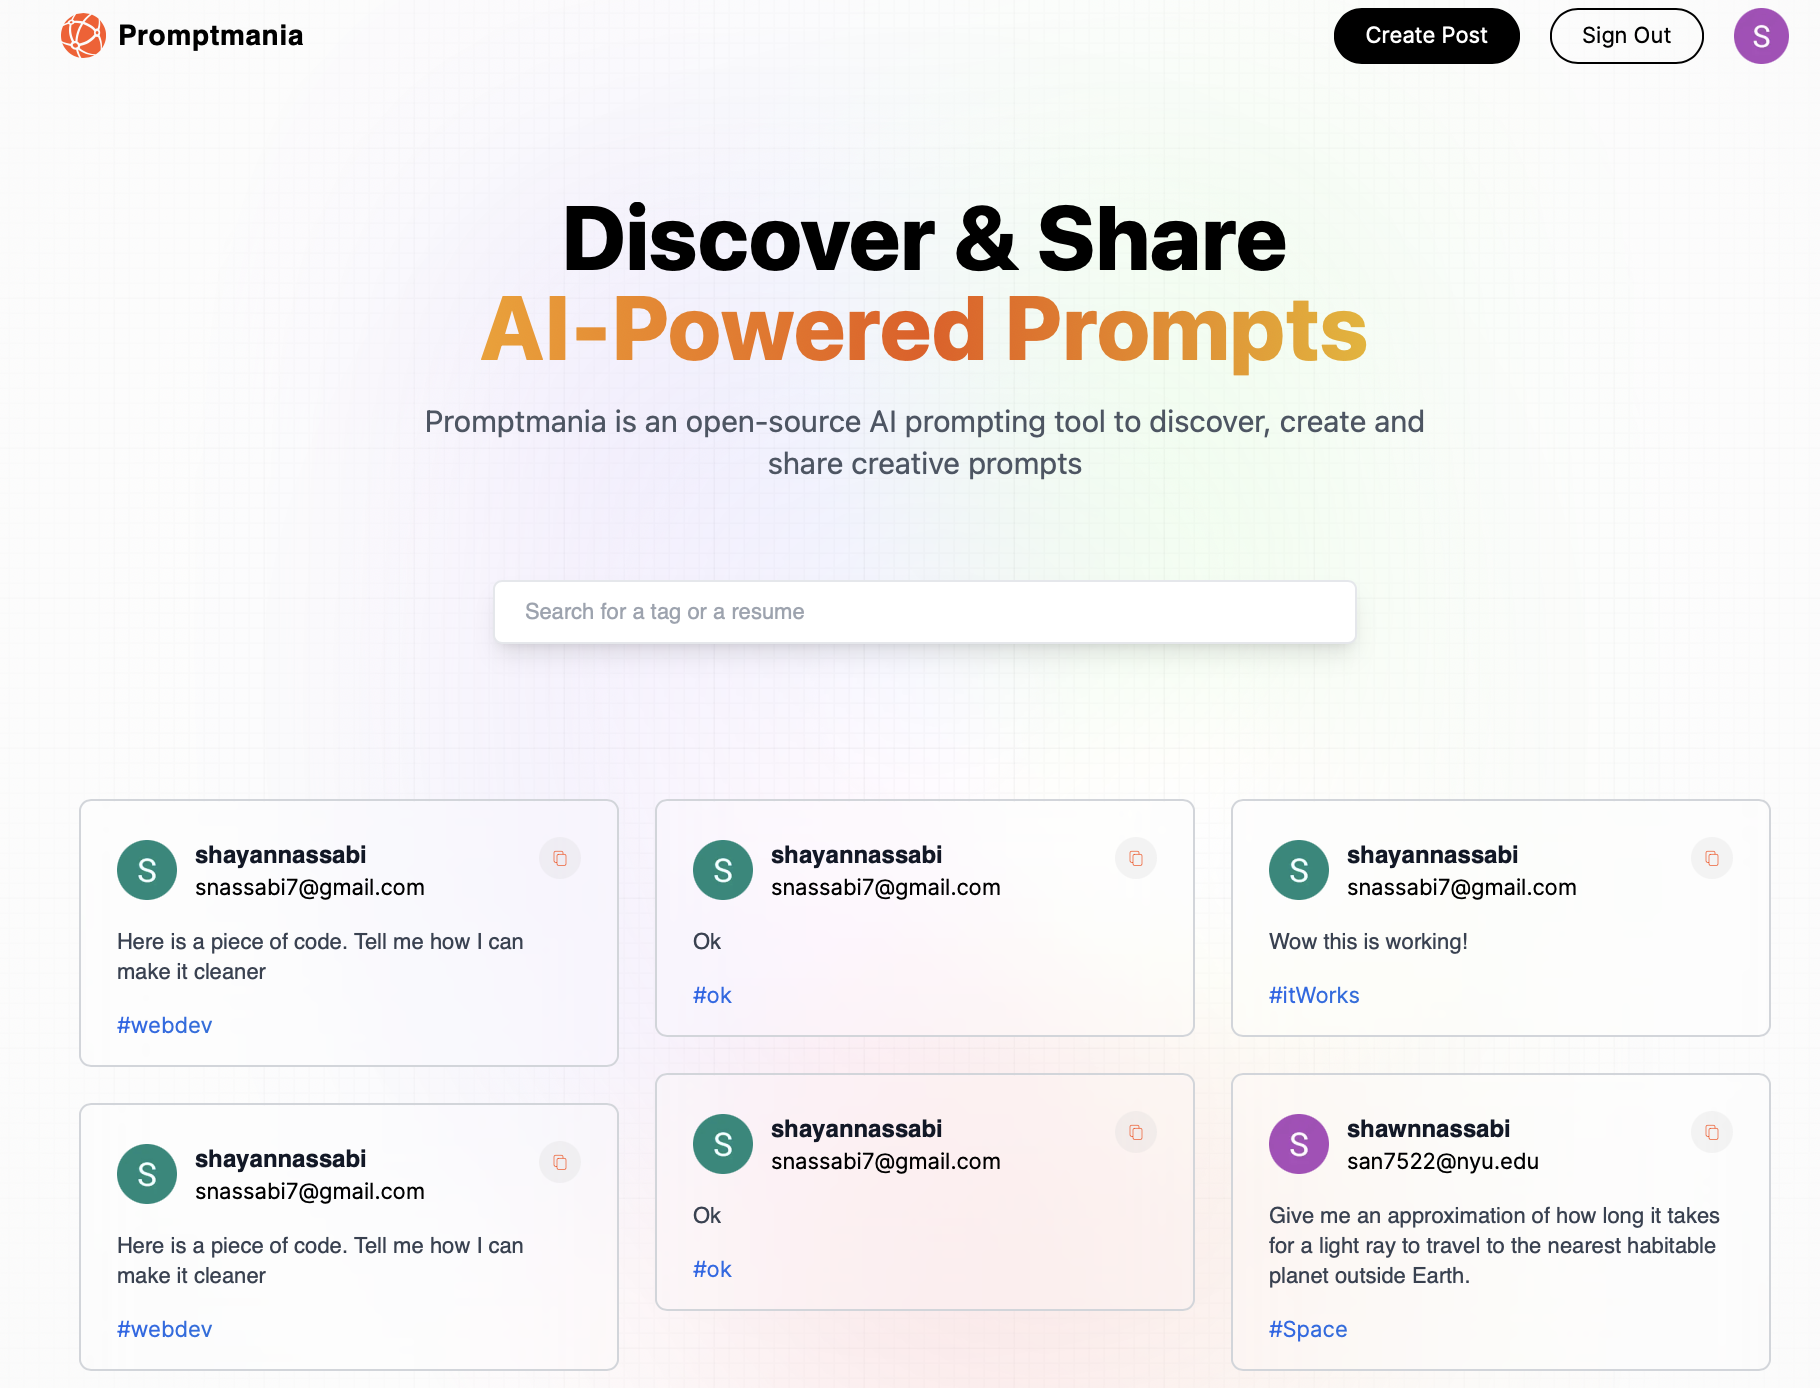 Promptmania
Create Post
Sign Out
S
Discover & Share
AI-Powered Prompts
Promptmania is an open-source AI prompting tool to discover, create and
share creative prompts
Search for a tag or a resume
S
shayannassabi
snassabi7@gmail.com
Here is a piece of code. Tell me how I can
make it cleaner
#webdev
S
shayannassabi
snassabi7@gmail.com
Ok
#ok
S
shayannassabi
snassabi7@gmail.com
Wow this is working!
#itWorks
S
shayannassabi
snassabi7@gmail.com
Here is a piece of code. Tell me how I can
make it cleaner
#webdev
S
shayannassabi
snassabi7@gmail.com
Ok
#ok
S
shawnnassabi
san7522@nyu.edu
Give me an approximation of how long it takes
for a light ray to travel to the nearest habitable
planet outside Earth.
#Space